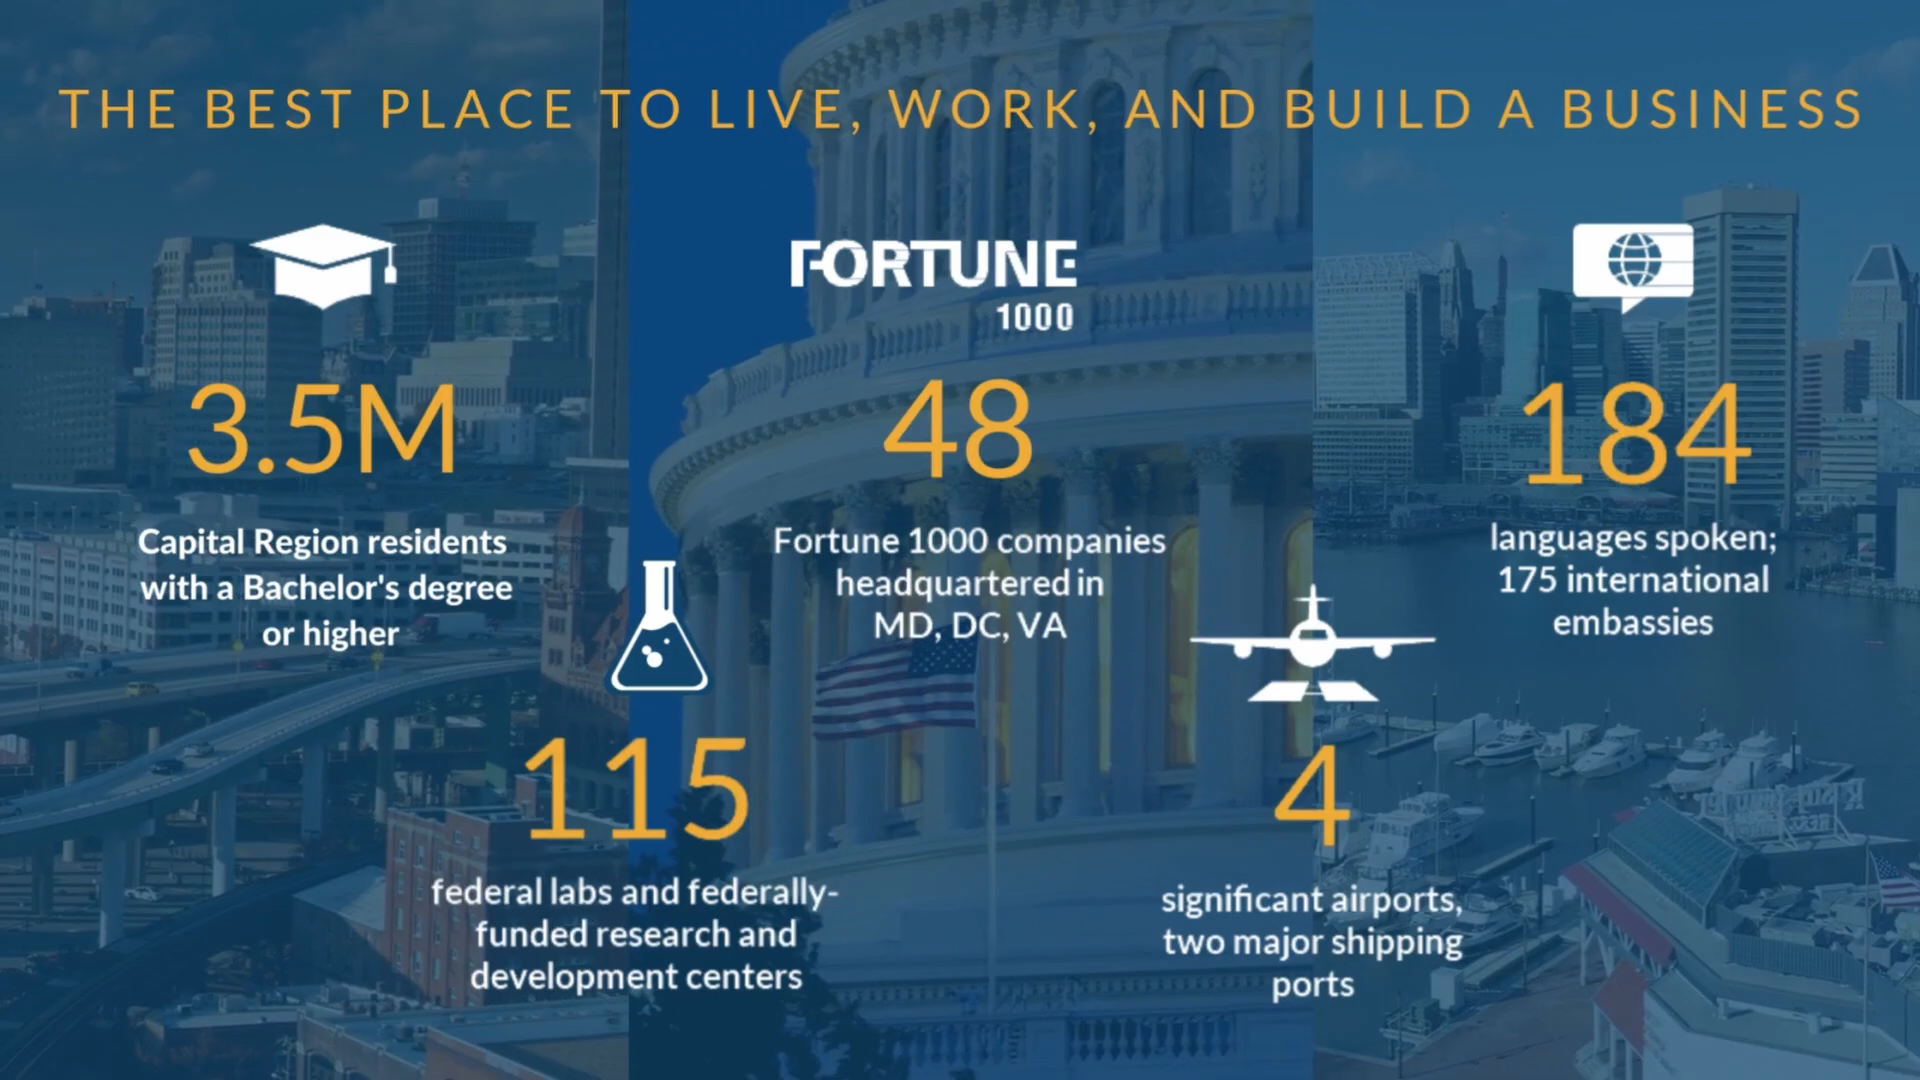 THE BEST PLACE TO LIVE, WORK, AND BUILD A BUSINESS
3.5M
Capital Region residents
with a Bachelor's degree
or higher
FORTUNE
1000
48
Fortune 1000 companies
headquartered in
MD, DC, VA
184
languages spoken;
175 international
embassies
115
federal labs and federally-
funded research and
development centers
4
significant airports,
two major shipping
ports